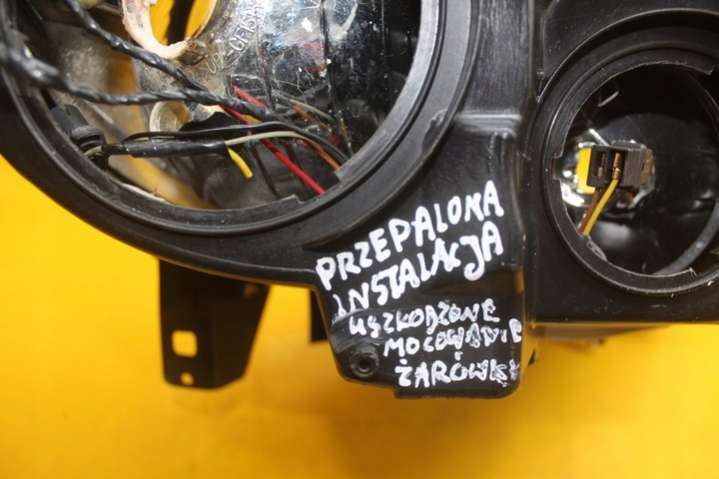 PRZEPALONA
INSTALACJA
USZKODZONE
MOCOWANIE
ŻARÓWKI